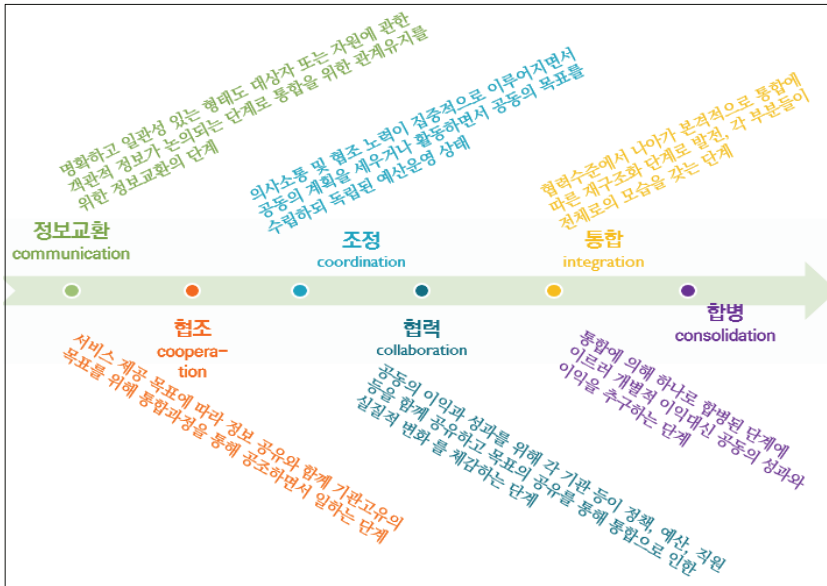 명확하고 일관성 있는 형태도 대상자 또는 자원에 관한
객관적 정보가 논의되는 단계로 통합을 위한 관계유지를
위한 정보교환의 단계
정보교환
communication
서비스 제공 목표에 따라 정보 공유와 함께 기관고유의
목표를 위해 통합과정을 통해 공조하면서 일하는 단계
협조
coopera-
tion
의사소통 및 협조 노력이 집중적으로 이루어지면서
공동의 계획을 세우거나 활동하면서 공동의 목표를
수립하되 독립된 예산운영 상태
조정
coordination
협력
collaboration
공동의 이익과 성과를 위해 각 기관 등이 정책, 예산, 직원
등을 함께 공유하고 목표의 공유를 통해 통합으로 인한
실질적 변화 를 체감하는 단계
협력수준에서 나아가 본격적으로 통합에
따른 재구조화 단계로 발전, 각 부분들이
전체로의 모습을 갖는 단계
통합
integration
합병
consolidation
통합에 의해 하나로 합병된 단계에
이르러 개별적 이익대신 공동의 성과와
이익을 추구하는 단계